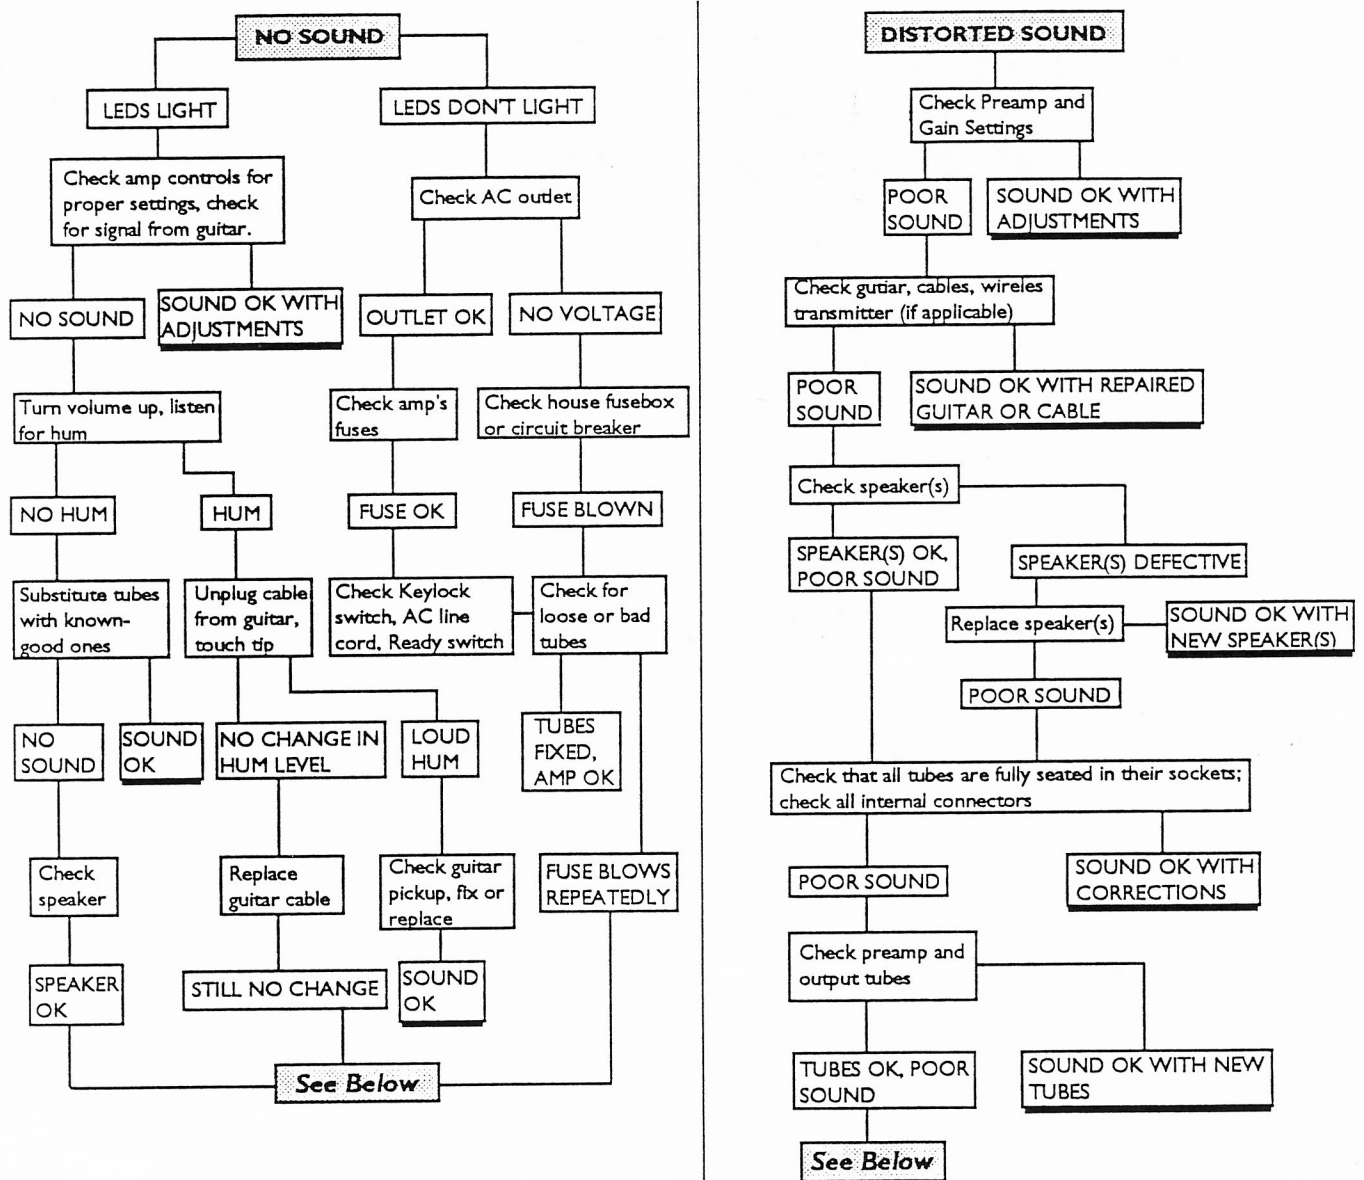 NO SOUND
LEDS LIGHT
LEDS DON'T LIGHT
Check amp controls for
proper settings, check
for signal from guitar.
Check AC outlet
NO SOUND
SOUND OK WITH
ADJUSTMENTS
OUTLET OK
NO VOLTAGE
Turn volume up, listen
for hum
Check amp's
fuses
Check house fusebox
or circuit breaker
NO HUM
HUM
FUSE OK
FUSE BLOWN
Substitute tubes
with known-
good ones
Unplug cable
from guitar,
touch tip
Check Keylock
switch, AC line
cord, Ready switch
Check for
loose or bad
tubes
NO
SOUND
SOUND
OK
NO CHANGE IN
HUM LEVEL
LOUD
HUM
TUBES
FIXED,
AMP OK
Check
speaker
Replace
guitar cable
Check guitar
pickup, fix or
replace
FUSE BLOWS
REPEATEDLY
SPEAKER
OK
STILL NO CHANGE
SOUND
OK
See Below
DISTORTED SOUND
Check Preamp and
Gain Settings
POOR
SOUND
SOUND OK WITH
ADJUSTMENTS
Check gutiar, cables, wireles
transmitter (if applicable)
POOR
SOUND
SOUND OK WITH REPAIRED
GUITAR OR CABLE
Check speaker(s)
SPEAKER(S) OK,
POOR SOUND
SPEAKER(S) DEFECTIVE
Replace speaker(s)
SOUND OK WITH
NEW SPEAKER(S)
POOR SOUND
Check that all tubes are fully seated in their sockets;
check all internal connectors
POOR SOUND
SOUND OK WITH
CORRECTIONS
Check preamp and
output tubes
TUBES OK, POOR
SOUND
SOUND OK WITH NEW
TUBES
See Below